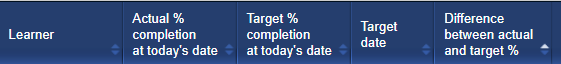 Learner
Actual %
completion
at today's date
Target %
completion
at today's date
Target
date
Difference
between actual
and target %